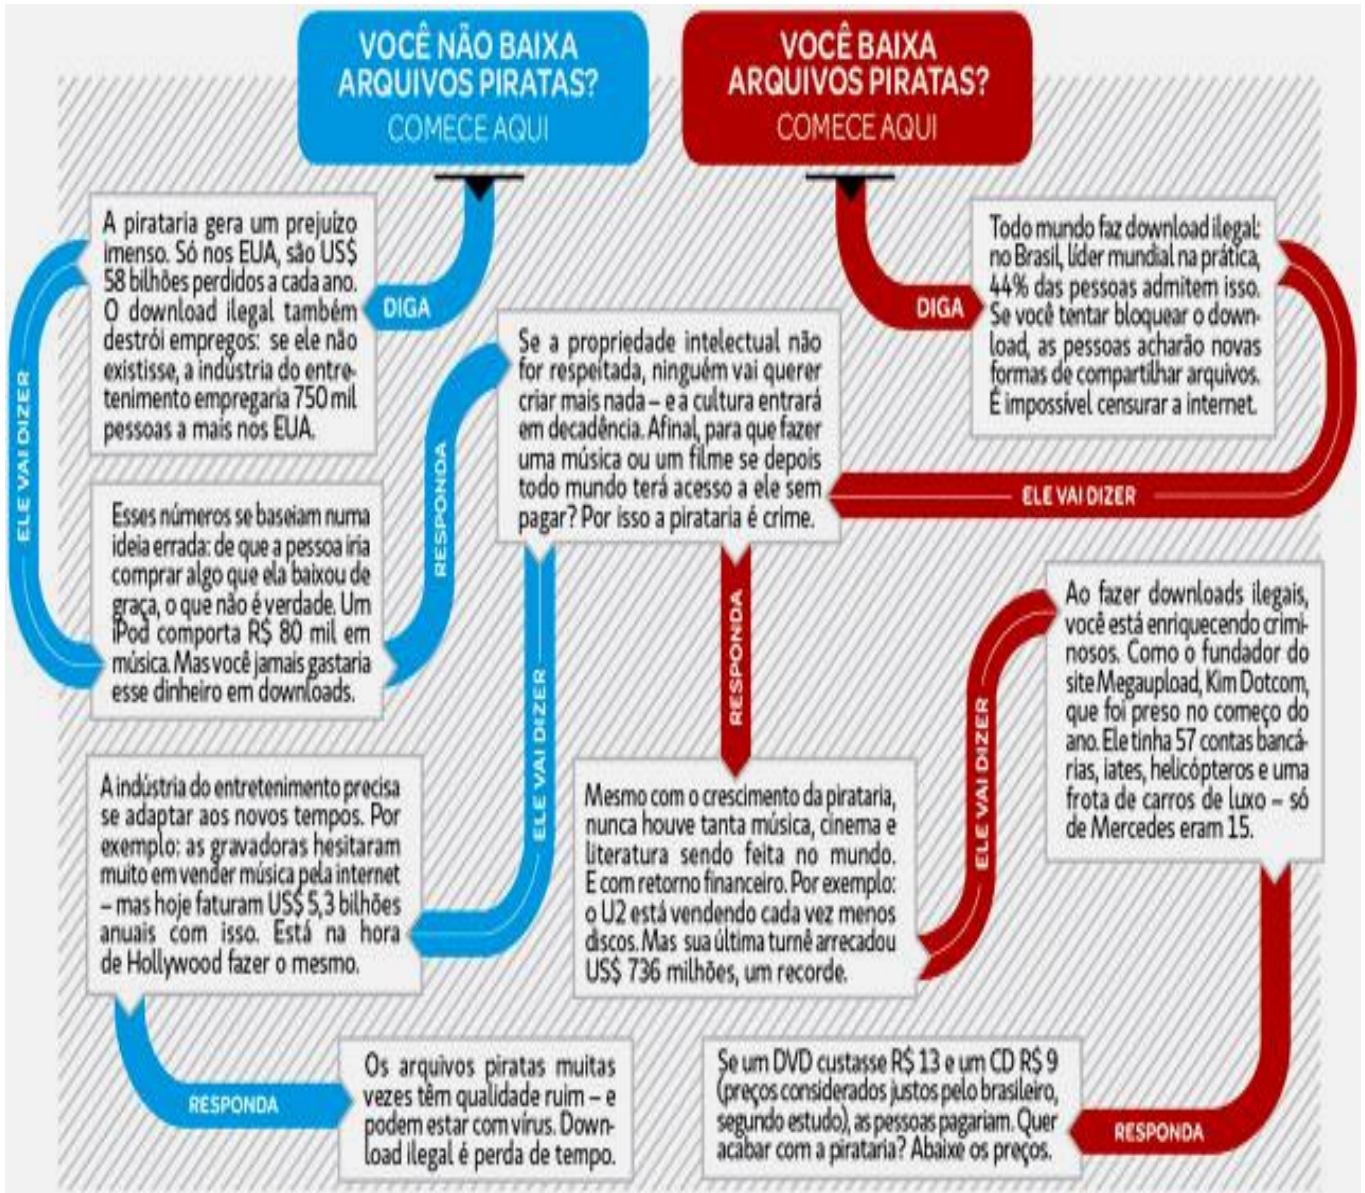 VOCÊ NÃO BAIXA
ARQUIVOS PIRATAS?
COMECE AQUI
DIGA
A pirataria gera um prejuízo
imenso. Só nos EUA, são US$
58 bilhões perdidos a cada ano.
O download ilegal também
destrói empregos: se ele não
existisse, a indústria do entre-
tenimento empregaria 750 mil
pessoas a mais nos EUA.
ELE VAI DIZER
Esses números se baseiam numa
ideia errada: de que a pessoa iria
comprar algo que ela baixou de
graça, o que não é verdade. Um
iPod comporta R$ 80 mil em
música. Mas você jamais gastaria
esse dinheiro em downloads.
RESPONDA
Se a propriedade intelectual não
for respeitada, ninguém vai querer
criar mais nada – e a cultura entrará
em decadência. Afinal, para que fazer
uma música ou um filme se depois
todo mundo terá acesso a ele sem
pagar? Por isso a pirataria é crime.
ELE VAI DIZER
A indústria do entretenimento precisa
se adaptar aos novos tempos. Por
exemplo: as gravadoras hesitaram
muito em vender música pela internet
– mas hoje faturam US$ 5,3 bilhões
anuais com isso. Está na hora
de Hollywood fazer o mesmo.
RESPONDA
Os arquivos piratas muitas
vezes têm qualidade ruim – e
podem estar com vírus. Down-
load ilegal é perda de tempo.
VOCÊ BAIXA
ARQUIVOS PIRATAS?
COMECE AQUI
DIGA
Todo mundo faz download ilegal:
no Brasil, líder mundial na prática,
44% das pessoas admitem isso.
Se você tentar bloquear o down-
load, as pessoas acharão novas
formas de compartilhar arquivos.
É impossível censurar a internet.
ELE VAI DIZER
RESPONDA
Mesmo com o crescimento da pirataria,
nunca houve tanta música, cinema e
literatura sendo feita no mundo.
E com retorno financeiro. Por exemplo:
o U2 está vendendo cada vez menos
discos. Mas sua última turnê arrecadou
US$ 736 milhões, um recorde.
ELE VAI DIZER
Ao fazer downloads ilegais,
você está enriquecendo crimi-
nosos. Como o fundador do
site Megaupload, Kim Dotcom,
que foi preso no começo do
ano. Ele tinha 57 contas bancá-
rias, iates, helicópteros e uma
frota de carros de luxo – só
de Mercedes eram 15.
RESPONDA
Se um DVD custasse R$ 13 e um CD R$ 9
(preços considerados justos pelo brasileiro,
segundo estudo), as pessoas pagariam. Quer
acabar com a pirataria? Abaixe os preços.